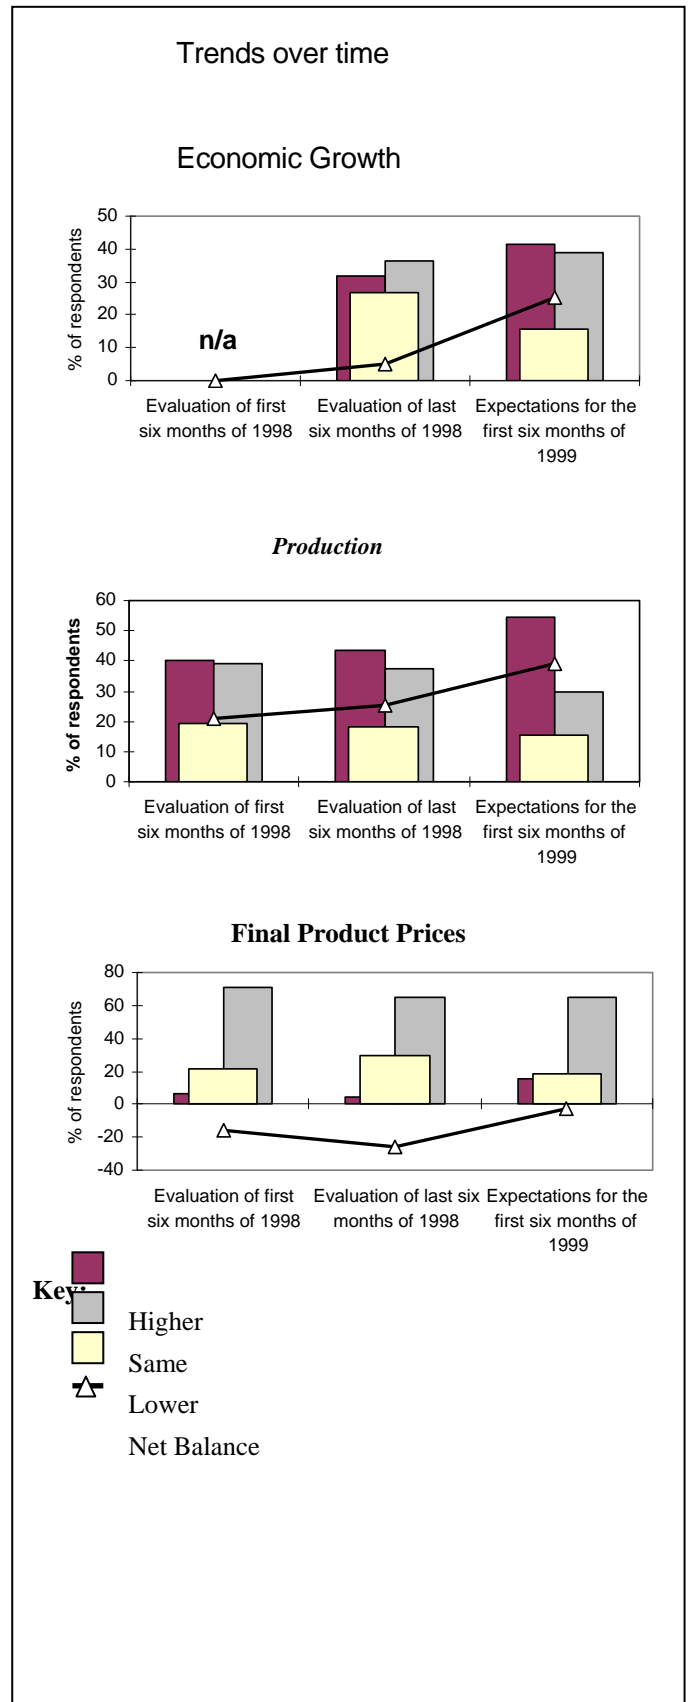 Trends over time
Economic Growth
% of respondents
50
40
30
20
10
0
n/a
Evaluation of first
six months of 1998
Evaluation of last
six months of 1998
Expectations for the
first six months of
1999
Production
% of respondents
60
50
40
30
20
10
0
Evaluation of first
six months of 1998
Evaluation of last
six months of 1998
Expectations for the
first six months of
1999
Final Product Prices
% of respondents
80
60
40
20
0
-20
-40
Evaluation of first
six months of 1998
Evaluation of last six
months of 1998
Expectations for the
first six months of
1999
Key:
Higher
Same
Lower
Net Balance